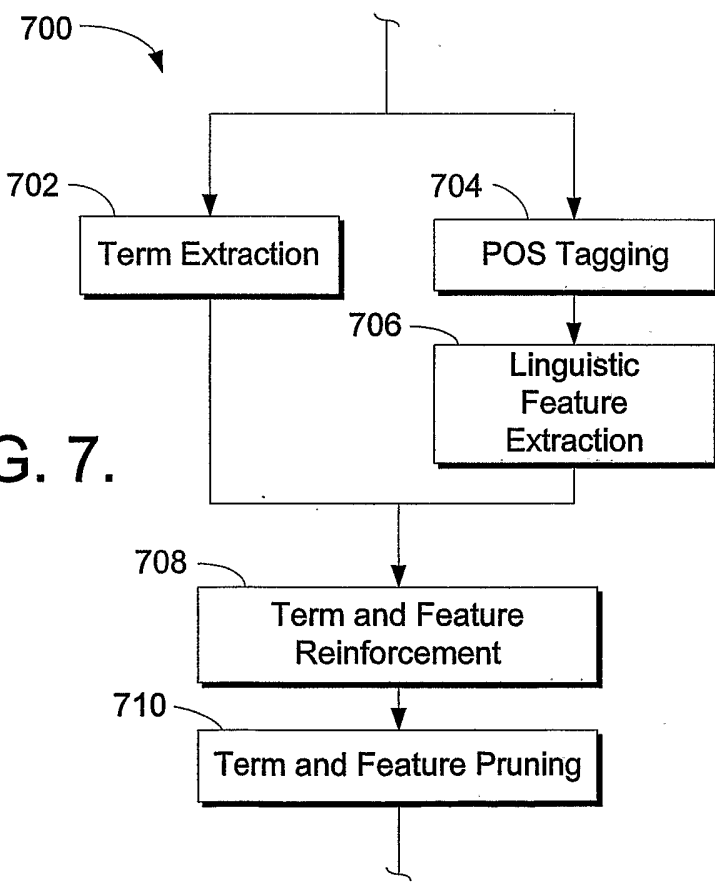 700
702
704
Term Extraction
POS Tagging
706
Linguistic
Feature
Extraction
G. 7.
708
Term and Feature
Reinforcement
710
Term and Feature Pruning